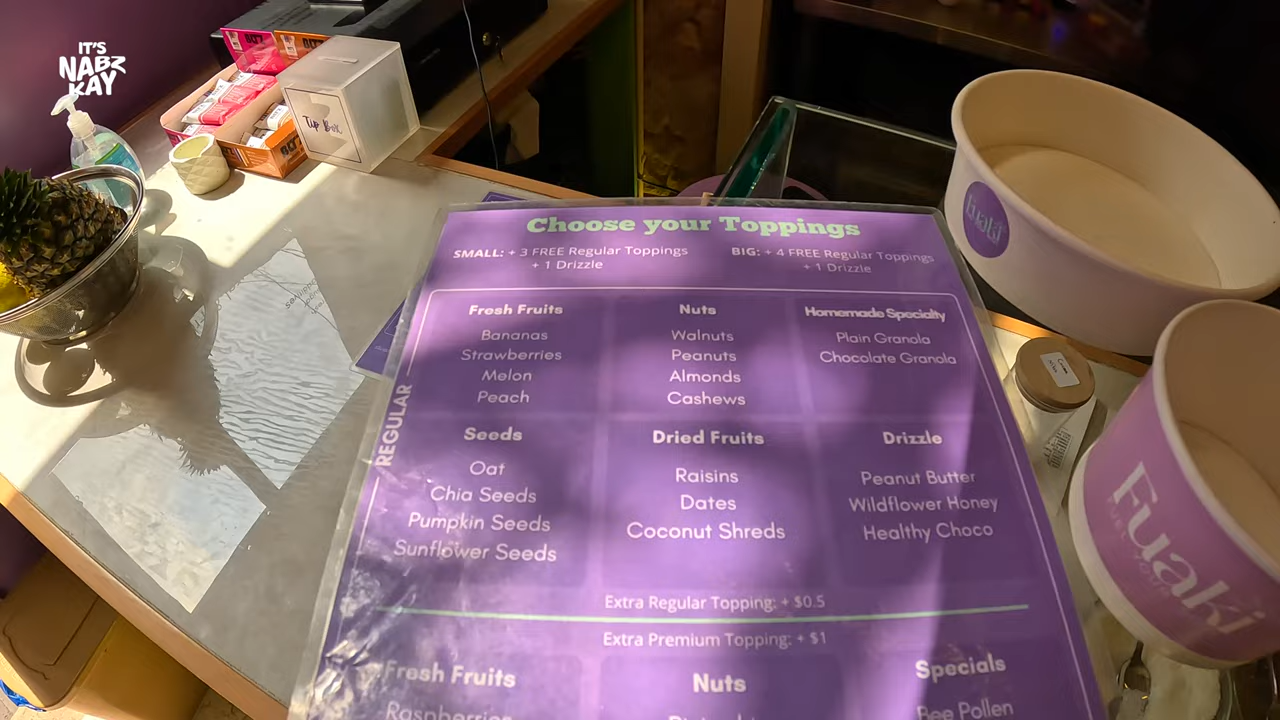 IT'S
NABZ
KAY
Tip Box
Choose your Toppings
SMALL: + 3 FREE Regular Toppings
+ 1 Drizzle
BIG: + 4 FREE Regular Toppings
+ 1 Drizzle
REGULAR
Fresh Fruits
Bananas
Strawberries
Melon
Peach
Nuts
Walnuts
Peanuts
Almonds
Cashews
Homemade Specialty
Plain Granola
Chocolate Granola
Seeds
Oat
Chia Seeds
Pumpkin Seeds
Sunflower Seeds
Dried Fruits
Raisins
Dates
Coconut Shreds
Drizzle
Peanut Butter
Wildflower Honey
Healthy Choco
Extra Regular Topping: + $0.5
Extra Premium Topping: + $1
Fresh Fruits
Raspberries
Nuts
Specials
Bee Pollen
Fuaki
Fuaki